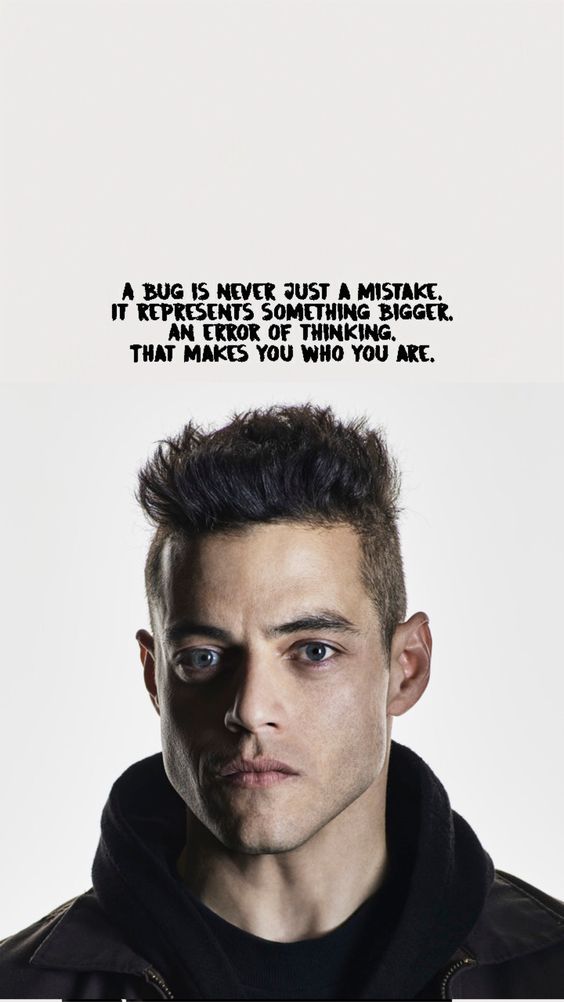 A BUG IS NEVER JUST A MISTAKE.
IT REPRESENTS SOMETHING BIGGER.
AN ERROR OF THINKING.
THAT MAKES YOU WHO YOU ARE.